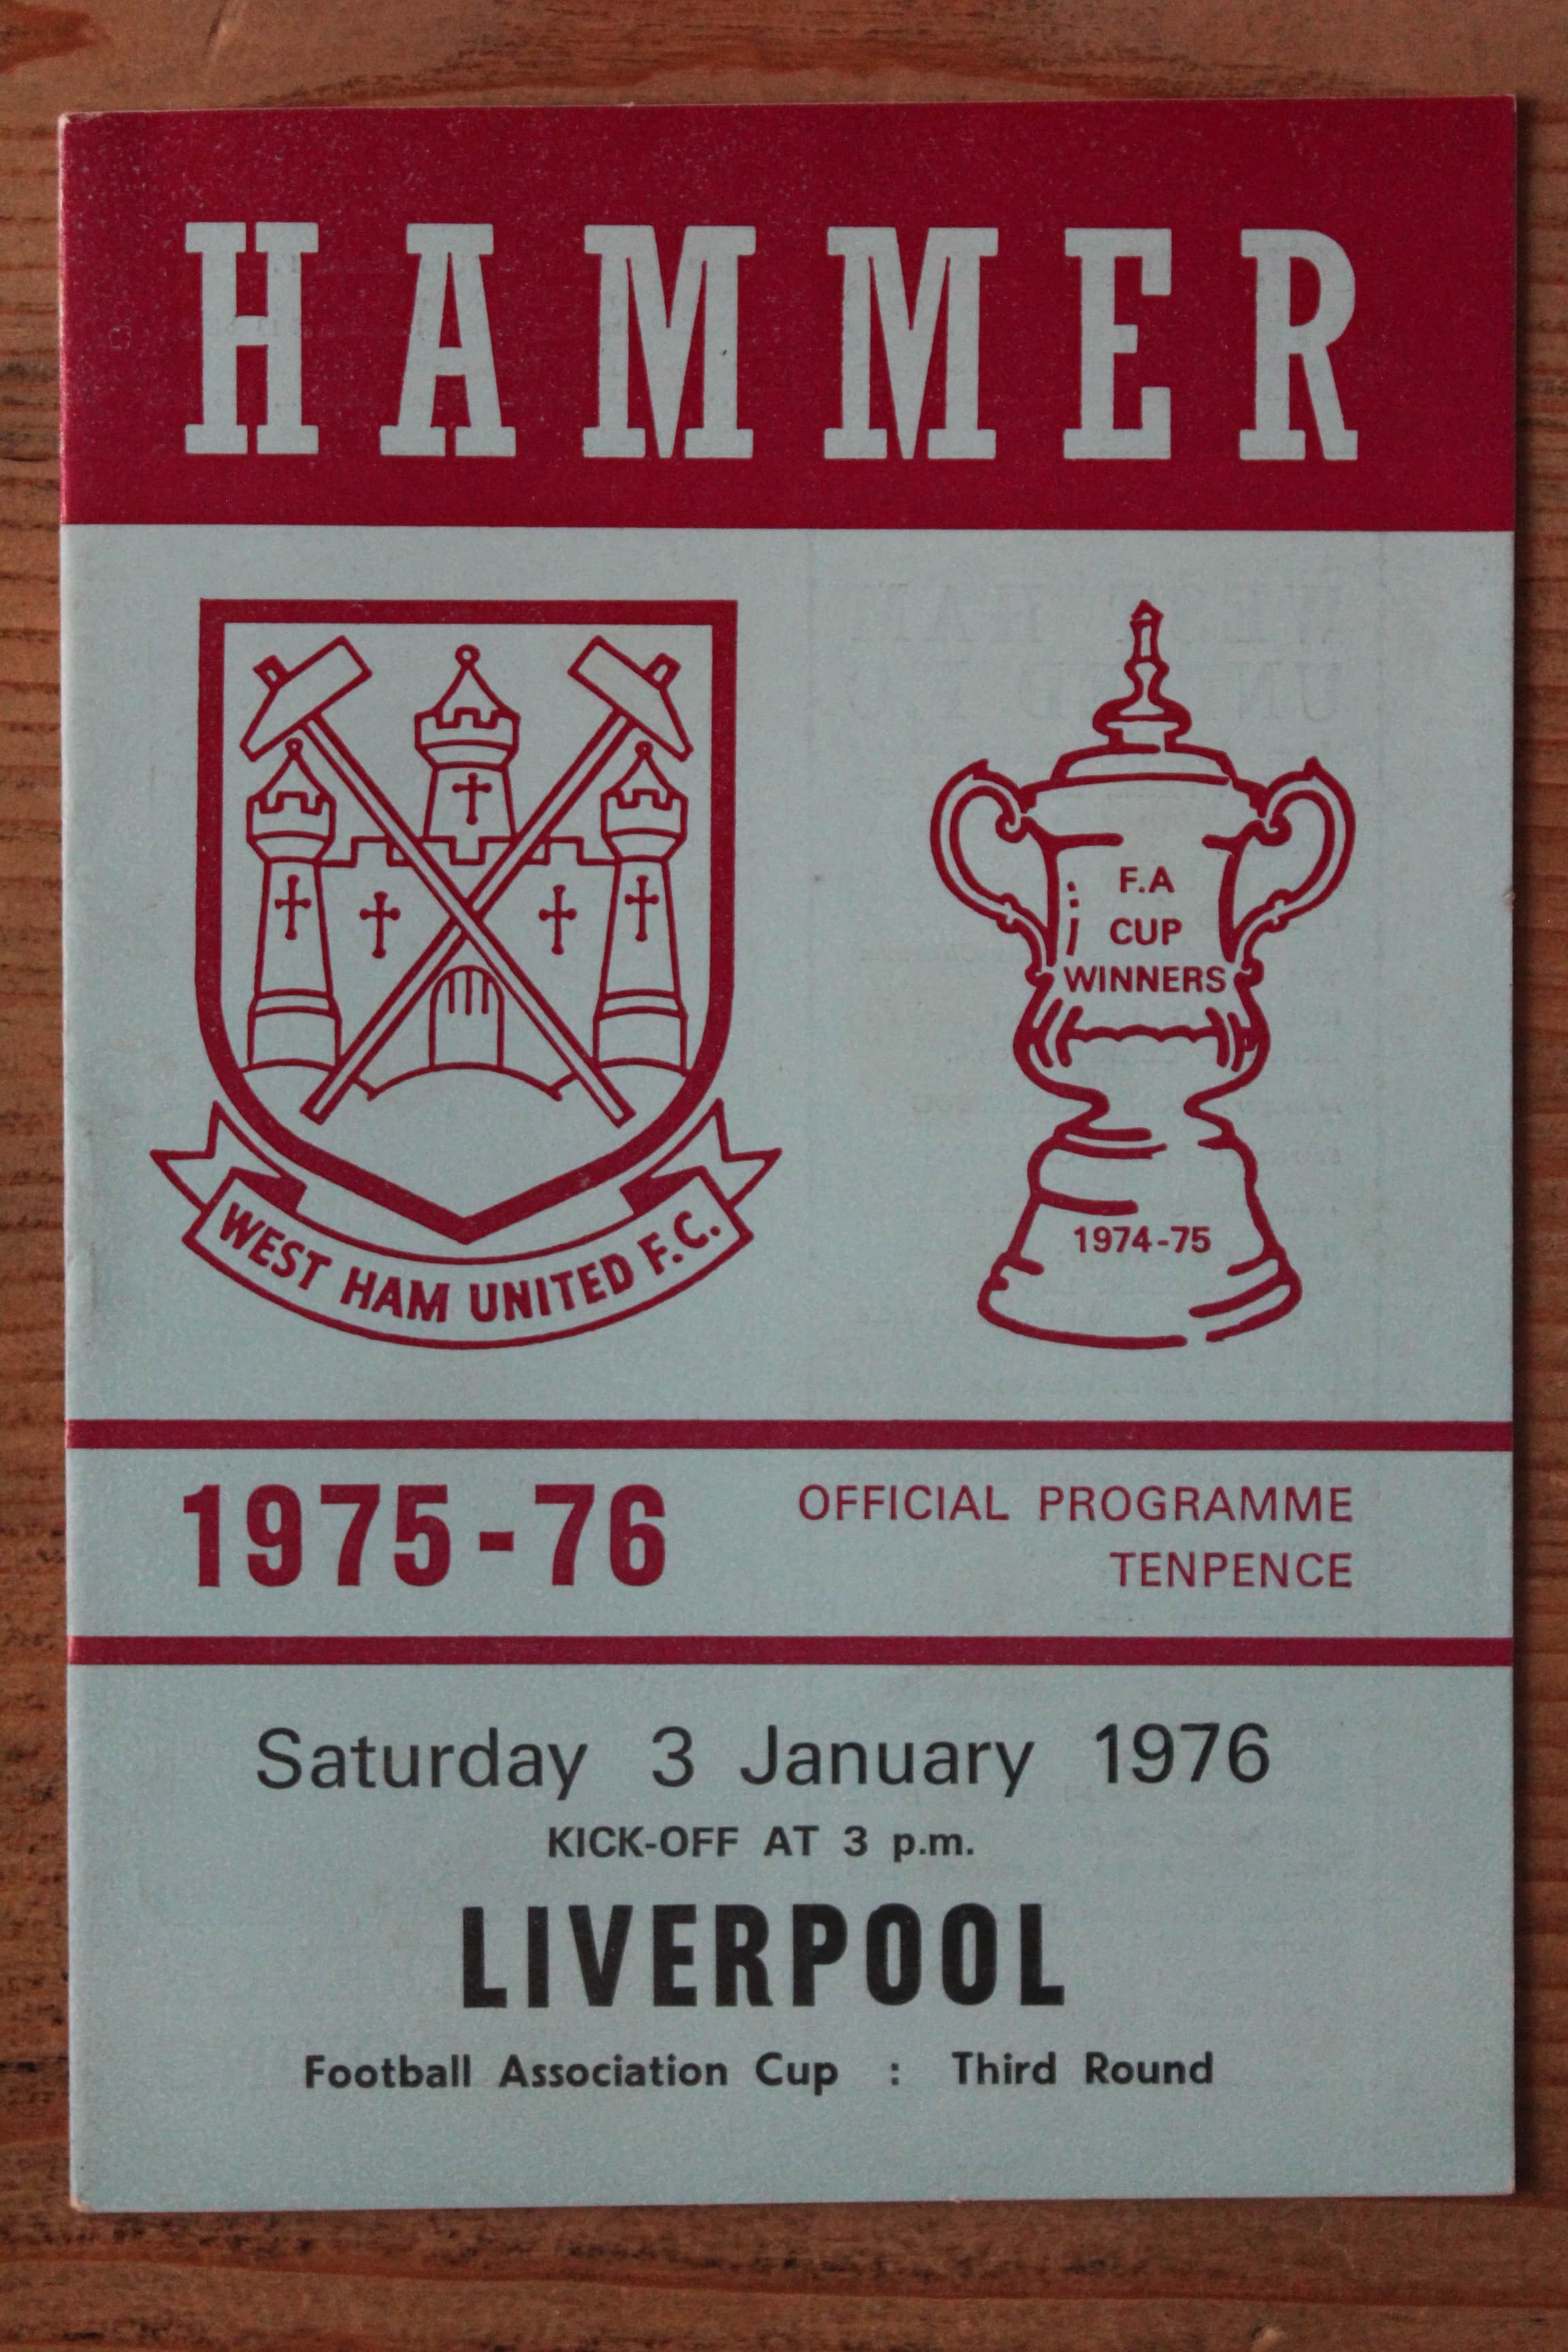 HAMMER
WEST HAM UNITED F.C.
F.A
CUP
WINNERS
1974-75
1975-76
OFFICIAL PROGRAMME
TENPENCE
Saturday 3 January 1976
KICK-OFF AT 3 p.m.
LIVERPOOL
Football Association Cup : Third Round